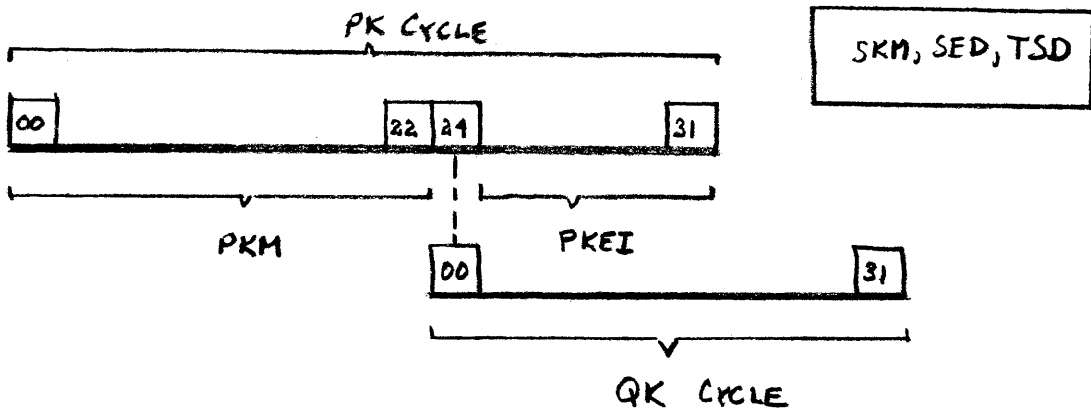 PK CYCLE
SKM, SED, TSD
00 22 24 31
PKM PKEI
00 31
QK CYCLE